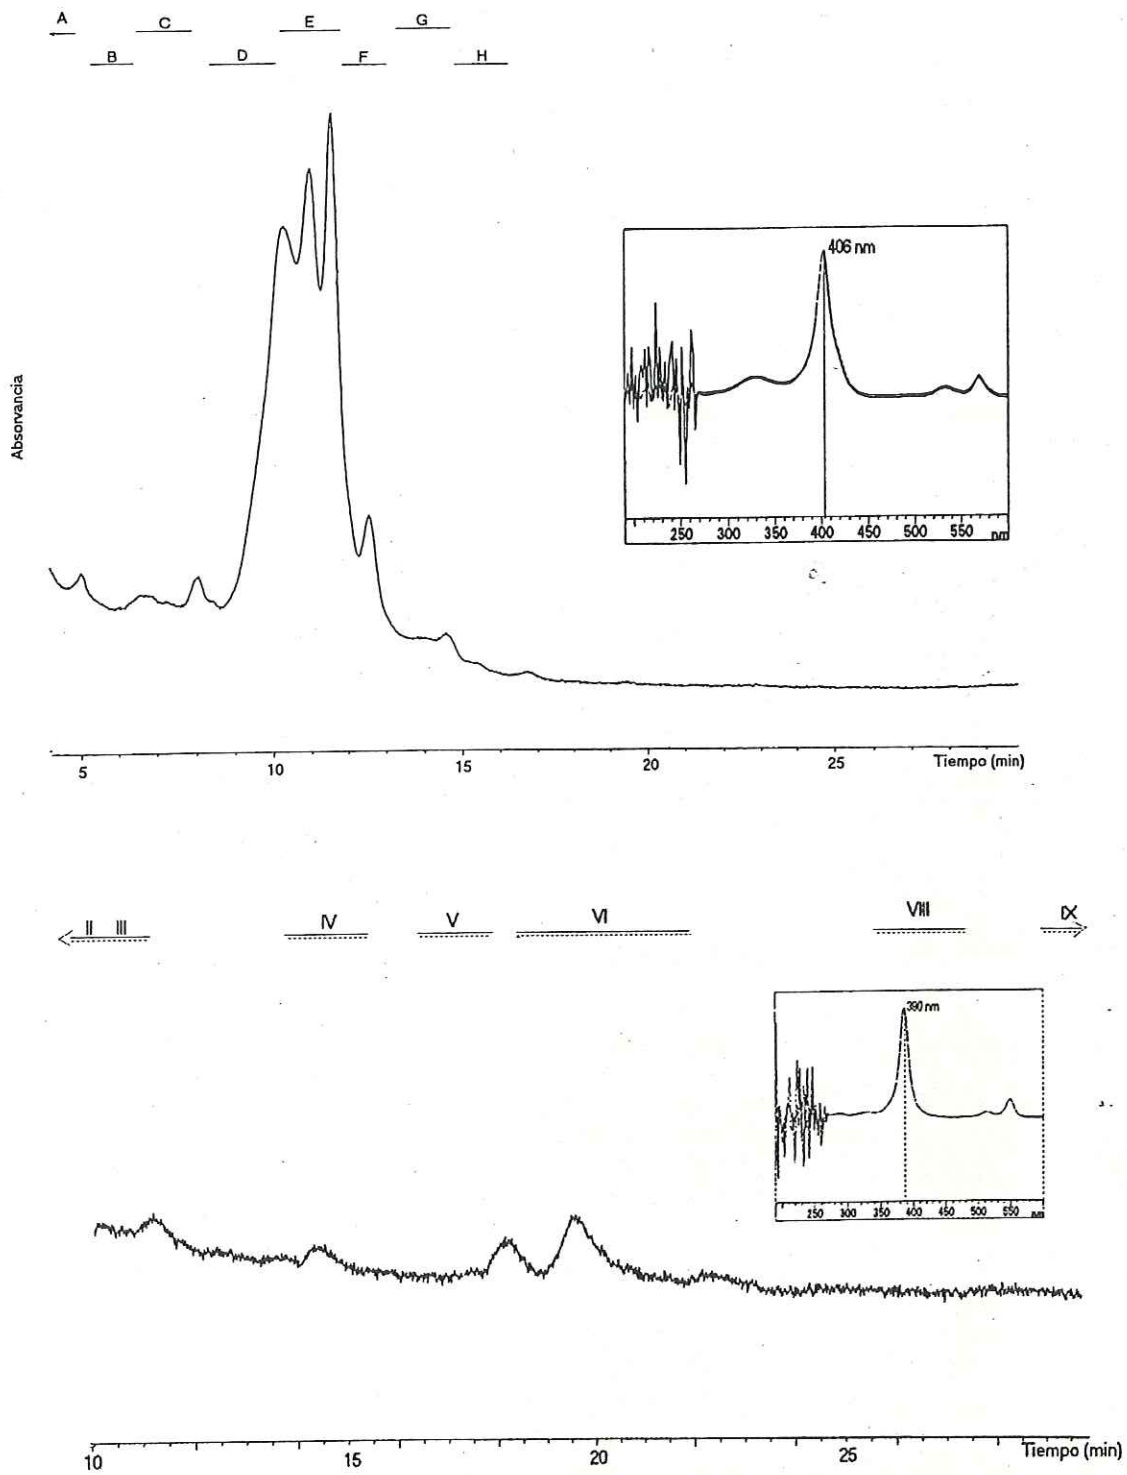 A
C
E
G
B
D
F
H
Absorvancia
406 nm
250 300 350 400 450 500 550 nm
5 10 15 20 25 Tiempo (min)
II III IV V VI VIII IX
390 nm
250 300 350 400 450 500 550 nm
10 15 20 25 Tiempo (min)